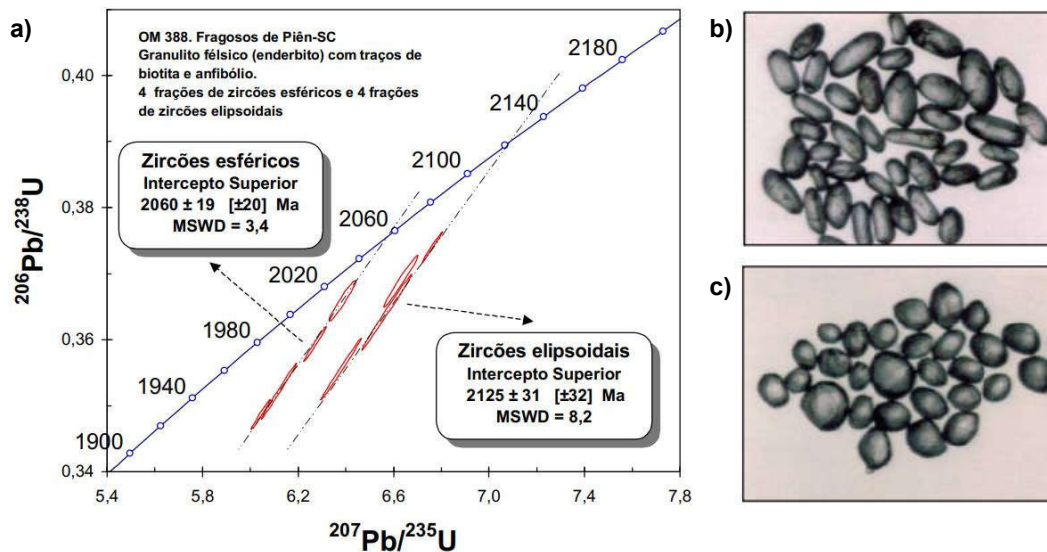 a)
OM 388. Fragosos de Piên-SC
Granulito félsico (enderbito) com traços de
biotita e anfibólio.
4 frações de zircões esféricos e 4 frações
de zircões elipsoidais
Zircões esféricos
Intercepto Superior
2060 ± 19 [±20] Ma
MSWD = 3,4
Zircões elipsoidais
Intercepto Superior
2125 ± 31 [±32] Ma
MSWD = 8,2
2180
2140
2100
2060
2020
1980
1940
1900
0,40
0,38
0,36
0,34
5,4
5,8
6,2
6,6
7,0
7,4
7,8
206Pb/238U
207Pb/235U
b)
c)